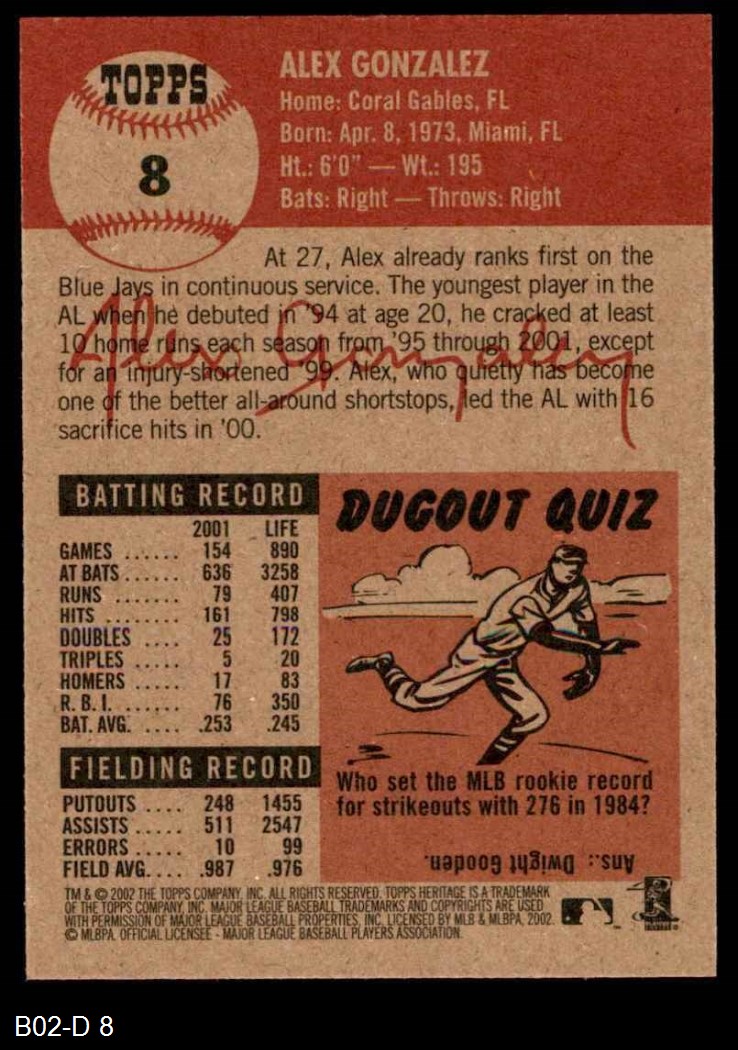 TOPPS
8
ALEX GONZALEZ
Home: Coral Gables, FL
Born: Apr. 8, 1973, Miami, FL
Ht.: 6'0" — Wt.: 195
Bats: Right — Throws: Right
At 27, Alex already ranks first on the
Blue Jays in continuous service. The youngest player in the
AL when he debuted in '94 at age 20, he cracked at least
10 home runs each season from '95 through 2001, except
for an injury-shortened '99. Alex, who quietly has become
one of the better all-around shortstops, led the AL with 16
sacrifice hits in '00.
Alex Gonzalez
BATTING RECORD
2001 LIFE
GAMES ...... 154 890
AT BATS ..... 636 3258
RUNS ....... 79 407
HITS ........ 161 798
DOUBLES .... 25 172
TRIPLES ..... 5 20
HOMERS ..... 17 83
R. B. I. ...... 76 350
BAT. AVG. .... .253 .245
FIELDING RECORD
PUTOUTS .... 248 1455
ASSISTS ..... 511 2547
ERRORS ..... 10 99
FIELD AVG.... .987 .976
DUGOUT QUIZ
Who set the MLB rookie record
for strikeouts with 276 in 1984?
Ans.: Dwight Gooden.
TM & © 2002 THE TOPPS COMPANY, INC. ALL RIGHTS RESERVED. TOPPS HERITAGE IS A TRADEMARK
OF THE TOPPS COMPANY, INC. MAJOR LEAGUE BASEBALL TRADEMARKS AND COPYRIGHTS ARE USED
WITH PERMISSION OF MAJOR LEAGUE BASEBALL PROPERTIES, INC. LICENSED BY MLB & MLBPA, 2002.
© MLBPA, OFFICIAL LICENSEE - MAJOR LEAGUE BASEBALL PLAYERS ASSOCIATION.
B02-D 8